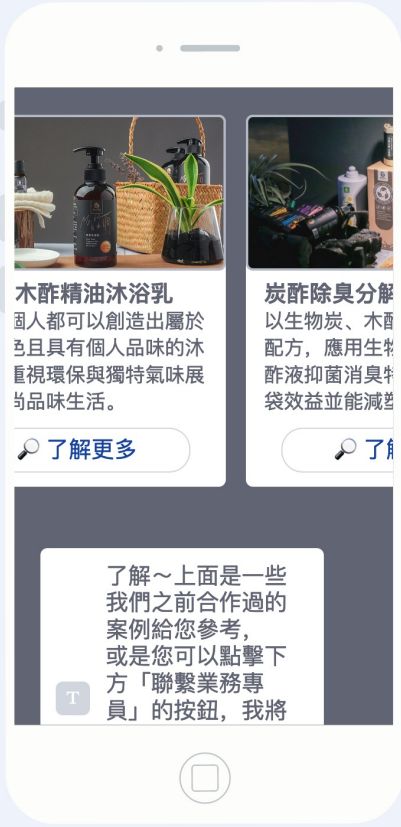 木酢精油沐浴乳
個人都可以創造出屬於
色且具有個人品味的沐
重視環保與獨特氣味展
尚品味生活。
了解更多
炭酢除臭分解
以生物炭、木酢
配方，應用生物
酢液抑菌消臭特
袋效益並能減塑
了解
了解～上面是一些
我們之前合作過的
案例給您參考，
或是您可以點擊下
方「聯繫業務專
員」的按鈕，我將
T